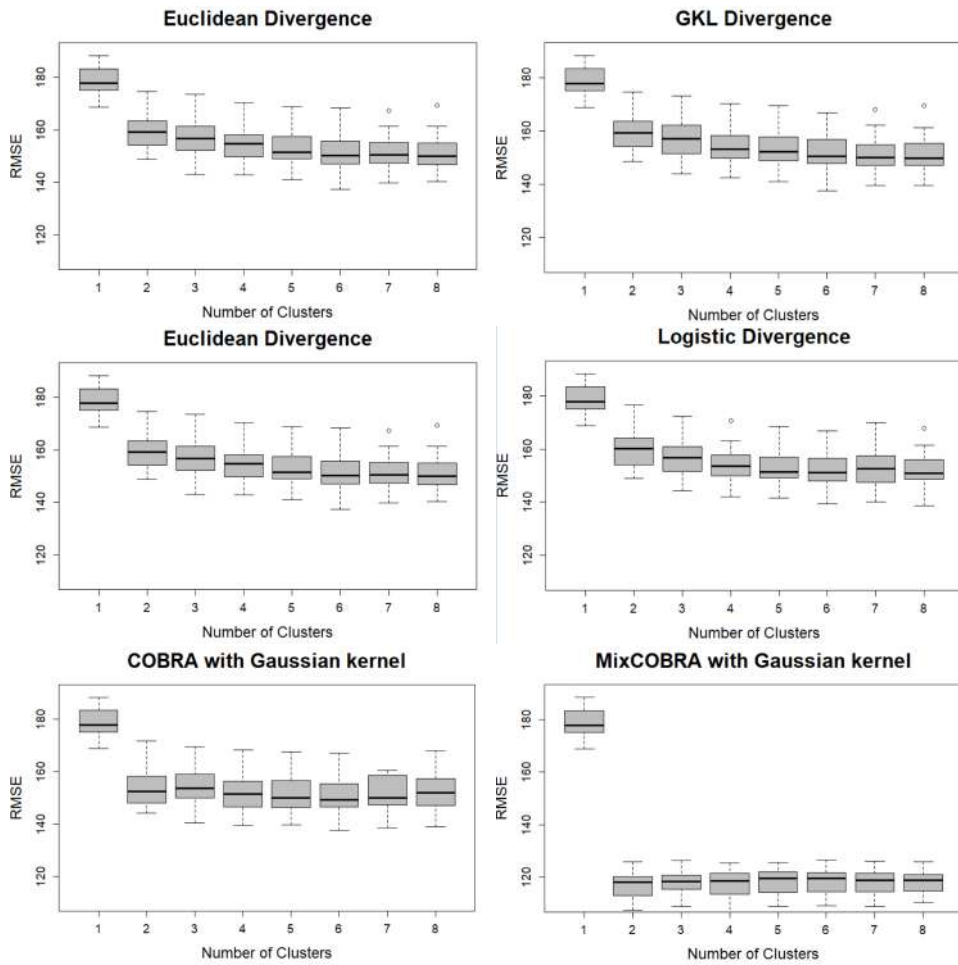 Euclidean Divergence
RMSE
180
160
140
120
1 2 3 4 5 6 7 8
Number of Clusters
GKL Divergence
RMSE
180
160
140
120
1 2 3 4 5 6 7 8
Number of Clusters
Euclidean Divergence
RMSE
180
160
140
120
1 2 3 4 5 6 7 8
Number of Clusters
Logistic Divergence
RMSE
180
160
140
120
1 2 3 4 5 6 7 8
Number of Clusters
COBRA with Gaussian kernel
RMSE
180
160
140
120
1 2 3 4 5 6 7 8
Number of Clusters
MixCOBRA with Gaussian kernel
RMSE
180
160
140
120
1 2 3 4 5 6 7 8
Number of Clusters